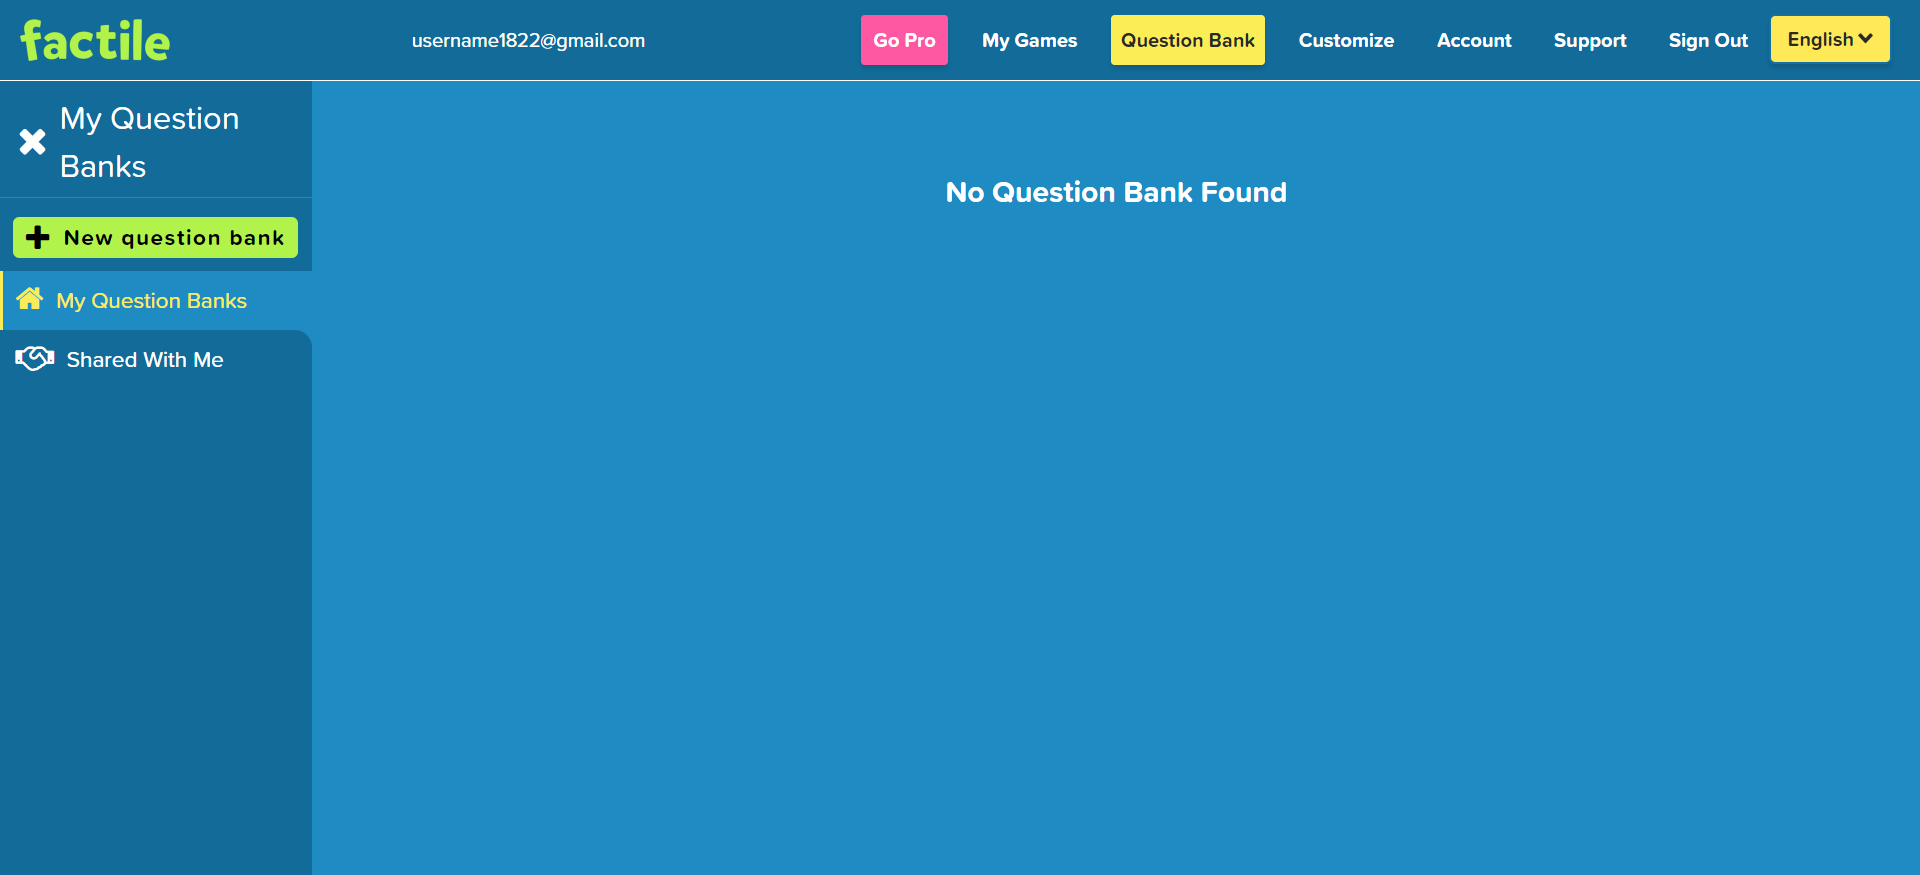 factile
username1822@gmail.com
Go Pro
My Games
Question Bank
Customize
Account
Support
Sign Out
English
My Question
Banks
New question bank
My Question Banks
Shared With Me
No Question Bank Found